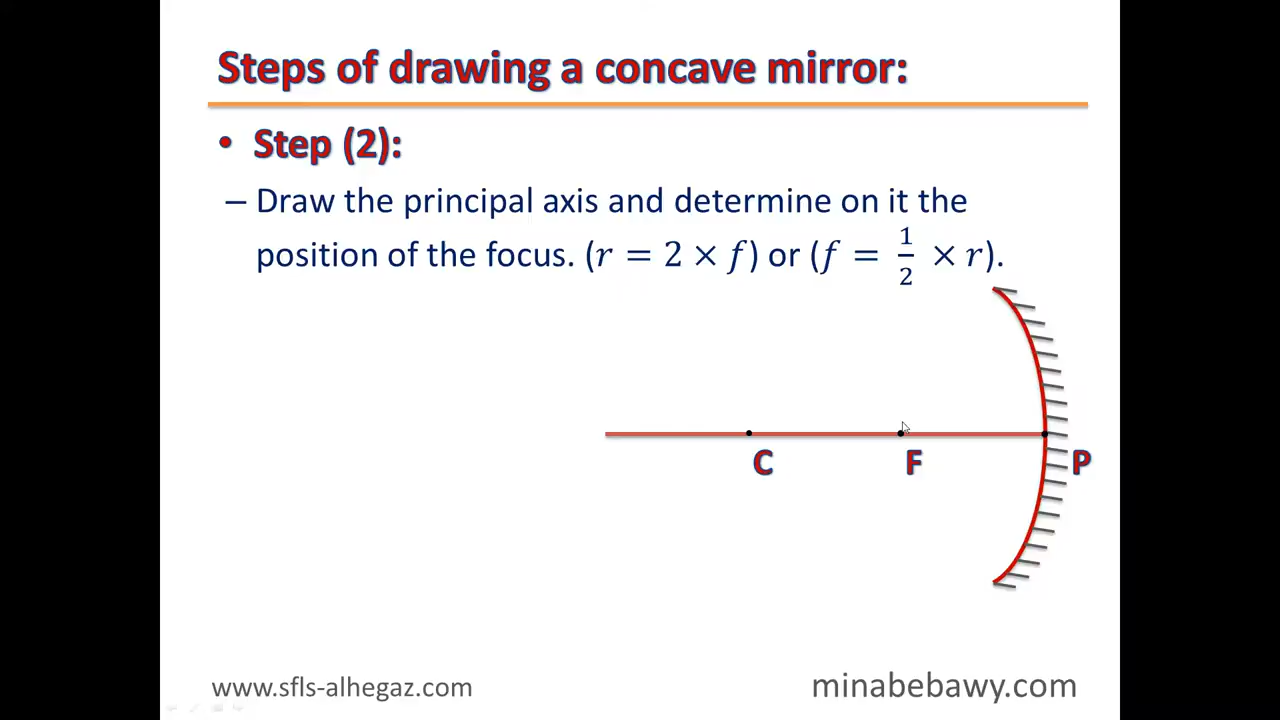 Steps of drawing a concave mirror:
• Step (2):
– Draw the principal axis and determine on it the
position of the focus. (r = 2 × f) or (f = 1/2 × r).
C F P
www.sfls-alhegaz.com
minabebawy.com